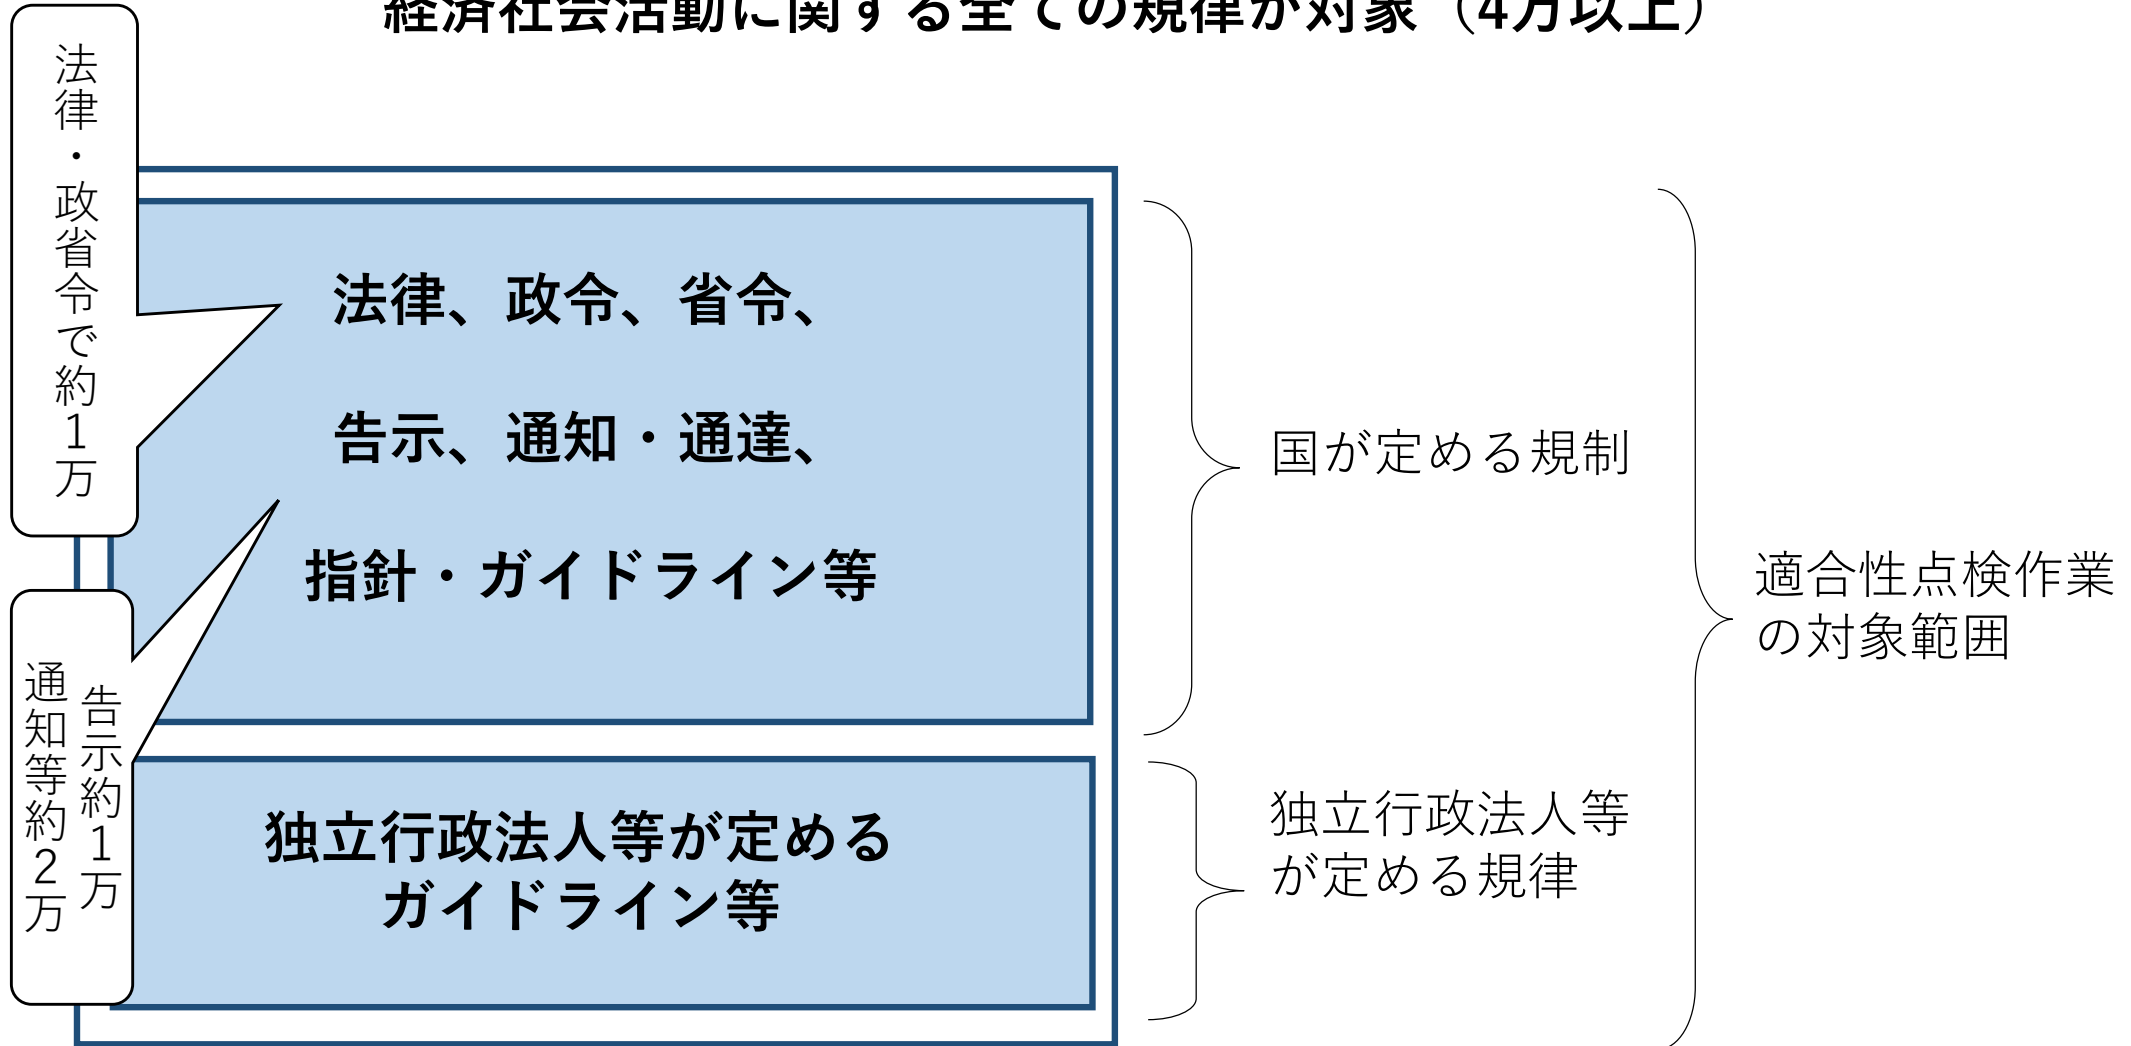 経済社会活動に関する全ての規律が対象（4万以上）
法律・政省令で約１万
法律、政令、省令、
告示、通知・通達、
指針・ガイドライン等
国が定める規制
告示約１万
通知等約２万
独立行政法人等が定める
ガイドライン等
独立行政法人等
が定める規律
適合性点検作業
の対象範囲